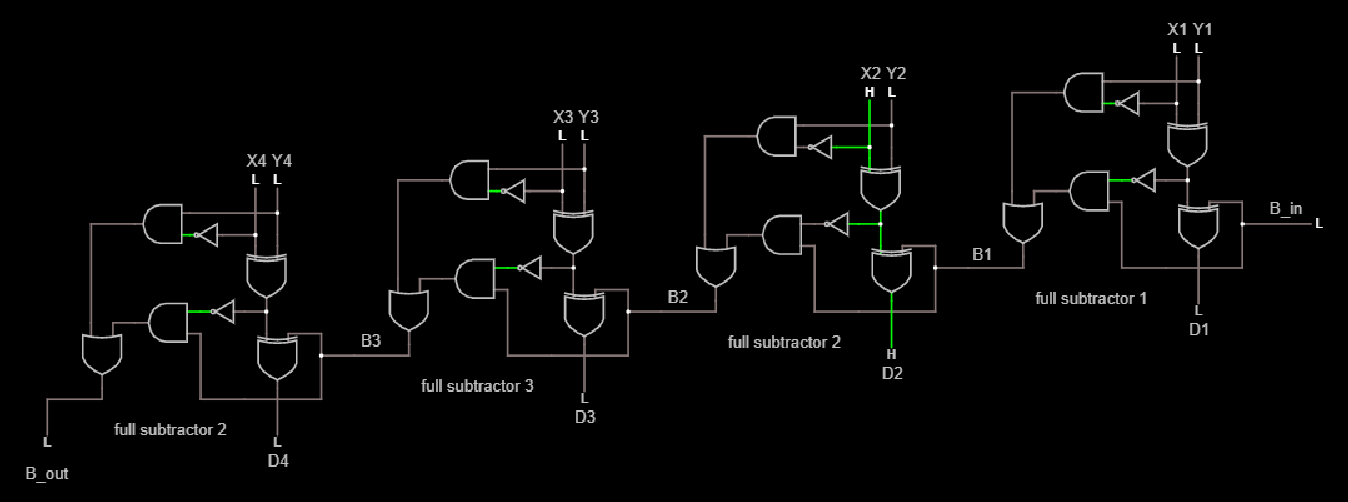 X1 Y1
L L
X2 Y2
H L
X3 Y3
L L
X4 Y4
L L
B_in
L
B1
full subtractor 1
L
D1
B2
full subtractor 2
H
D2
B3
full subtractor 3
L
D3
full subtractor 2
L
D4
L
B_out